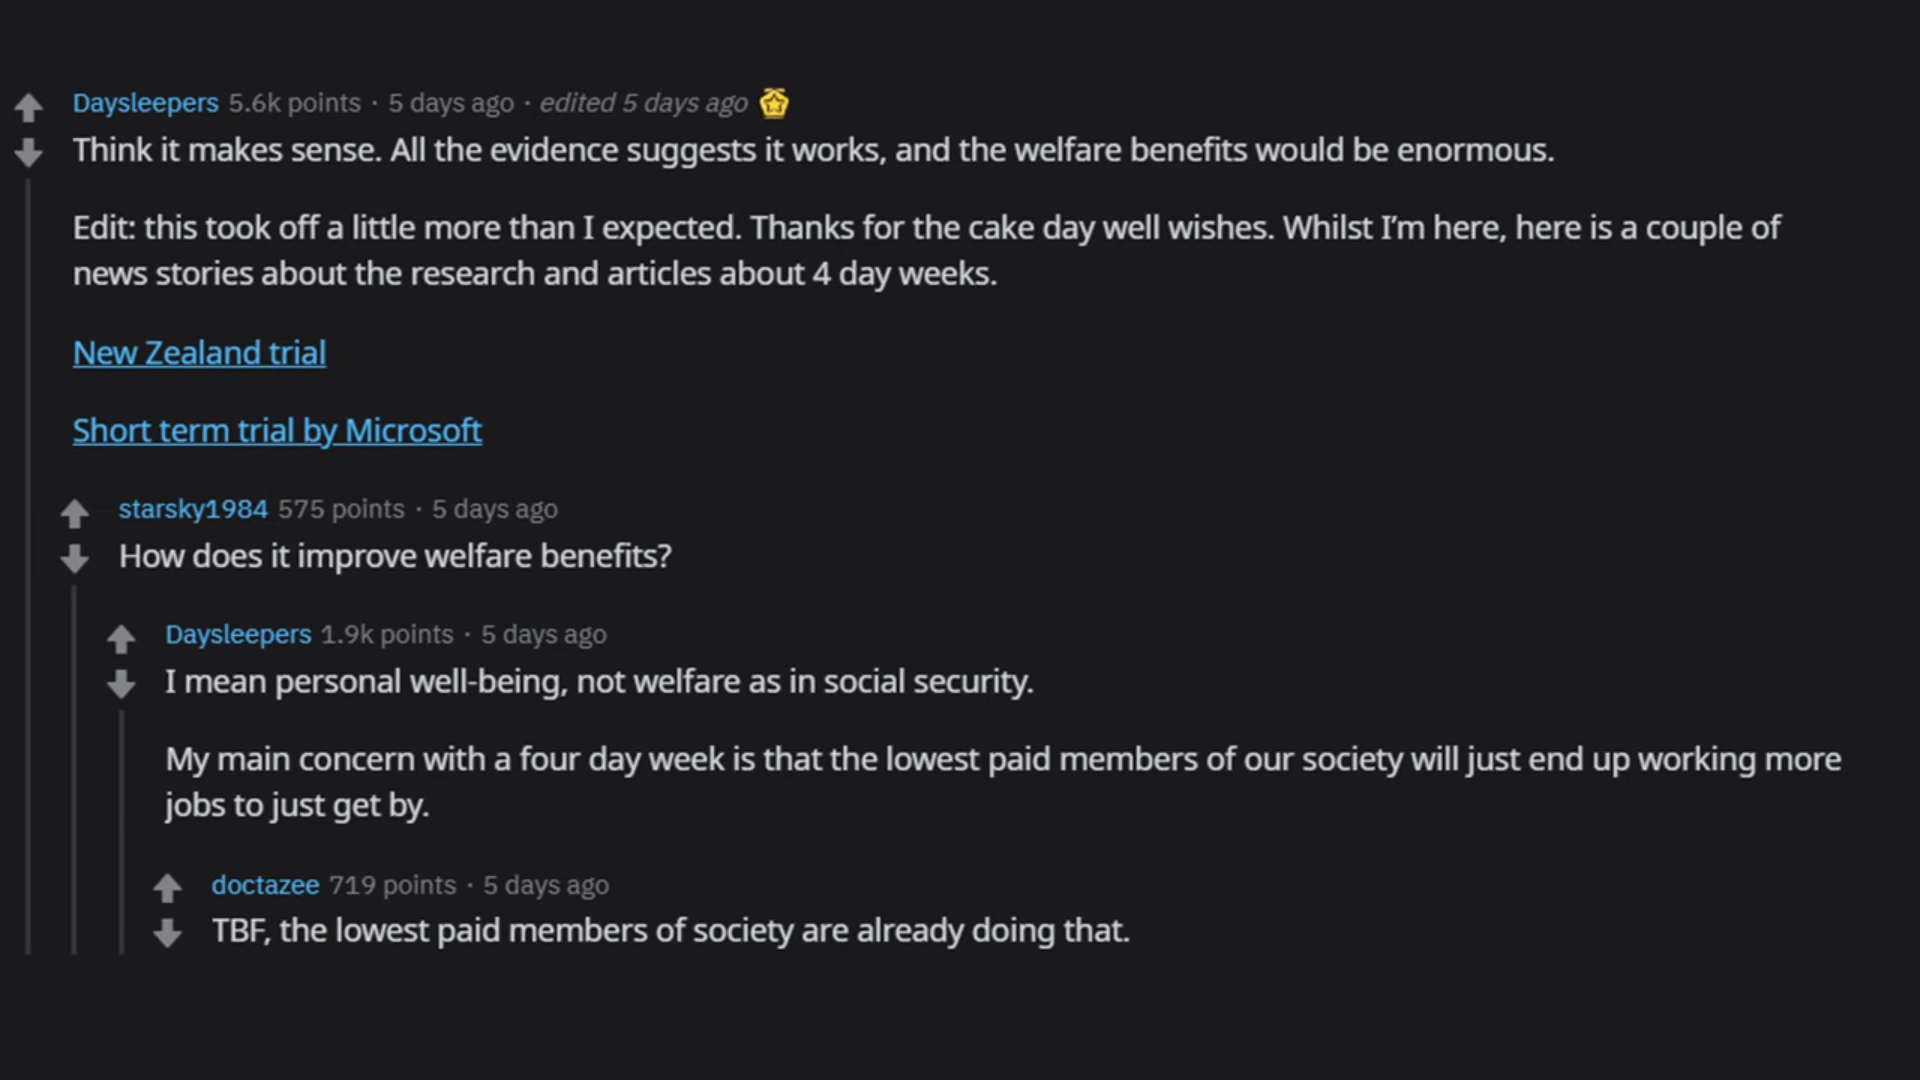 Daysleepers 5.6k points · 5 days ago · edited 5 days ago
Think it makes sense. All the evidence suggests it works, and the welfare benefits would be enormous.
Edit: this took off a little more than I expected. Thanks for the cake day well wishes. Whilst I'm here, here is a couple of
news stories about the research and articles about 4 day weeks.
New Zealand trial
Short term trial by Microsoft
starsky1984 575 points · 5 days ago
How does it improve welfare benefits?
Daysleepers 1.9k points · 5 days ago
I mean personal well-being, not welfare as in social security.
My main concern with a four day week is that the lowest paid members of our society will just end up working more
jobs to just get by.
doctazee 719 points · 5 days ago
TBF, the lowest paid members of society are already doing that.